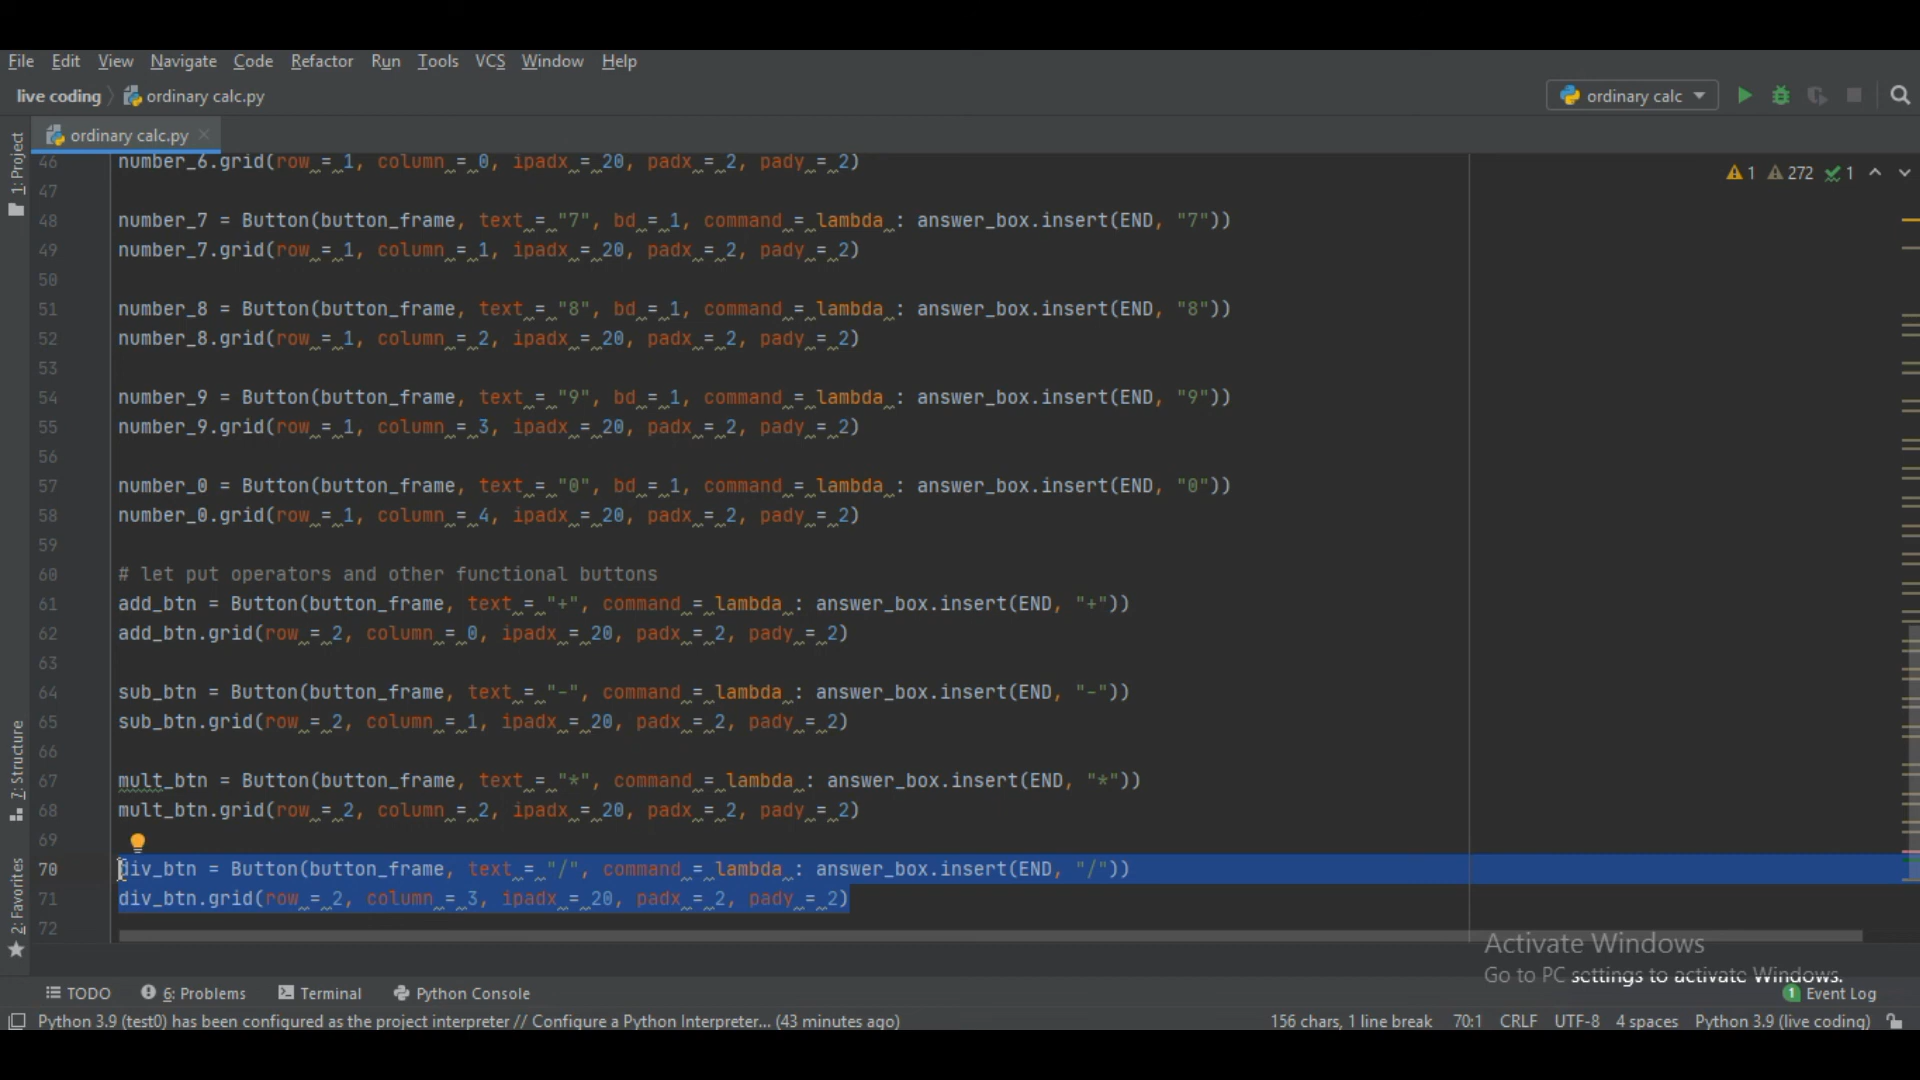 File Edit View Navigate Code Refactor Run Tools VCS Window Help
live coding ordinary calc.py ordinary calc
ordinary calc.py
1 272 1
46 number_6.grid(row = 1, column = 0, ipadx = 20, padx = 2, pady = 2)
47
48 number_7 = Button(button_frame, text = "7", bd = 1, command = lambda : answer_box.insert(END, "7"))
49 number_7.grid(row = 1, column = 1, ipadx = 20, padx = 2, pady = 2)
50
51 number_8 = Button(button_frame, text = "8", bd = 1, command = lambda : answer_box.insert(END, "8"))
52 number_8.grid(row = 1, column = 2, ipadx = 20, padx = 2, pady = 2)
53
54 number_9 = Button(button_frame, text = "9", bd = 1, command = lambda : answer_box.insert(END, "9"))
55 number_9.grid(row = 1, column = 3, ipadx = 20, padx = 2, pady = 2)
56
57 number_0 = Button(button_frame, text = "0", bd = 1, command = lambda : answer_box.insert(END, "0"))
58 number_0.grid(row = 1, column = 4, ipadx = 20, padx = 2, pady = 2)
59
60 # let put operators and other functional buttons
61 add_btn = Button(button_frame, text = "+", command = lambda : answer_box.insert(END, "+"))
62 add_btn.grid(row = 2, column = 0, ipadx = 20, padx = 2, pady = 2)
63
64 sub_btn = Button(button_frame, text = "-", command = lambda : answer_box.insert(END, "-"))
65 sub_btn.grid(row = 2, column = 1, ipadx = 20, padx = 2, pady = 2)
66
67 mult_btn = Button(button_frame, text = "*", command = lambda : answer_box.insert(END, "*"))
68 mult_btn.grid(row = 2, column = 2, ipadx = 20, padx = 2, pady = 2)
69
70 div_btn = Button(button_frame, text = "/", command = lambda : answer_box.insert(END, "/"))
71 div_btn.grid(row = 2, column = 3, ipadx = 20, padx = 2, pady = 2)
72
1: Project
7: Structure
2: Favorites
Activate Windows
Go to PC settings to activate Windows.
TODO 6: Problems Terminal Python Console 1 Event Log
Python 3.9 (test0) has been configured as the project interpreter // Configure a Python Interpreter... (43 minutes ago) 156 chars, 1 line break 70:1 CRLF UTF-8 4 spaces Python 3.9 (live coding)